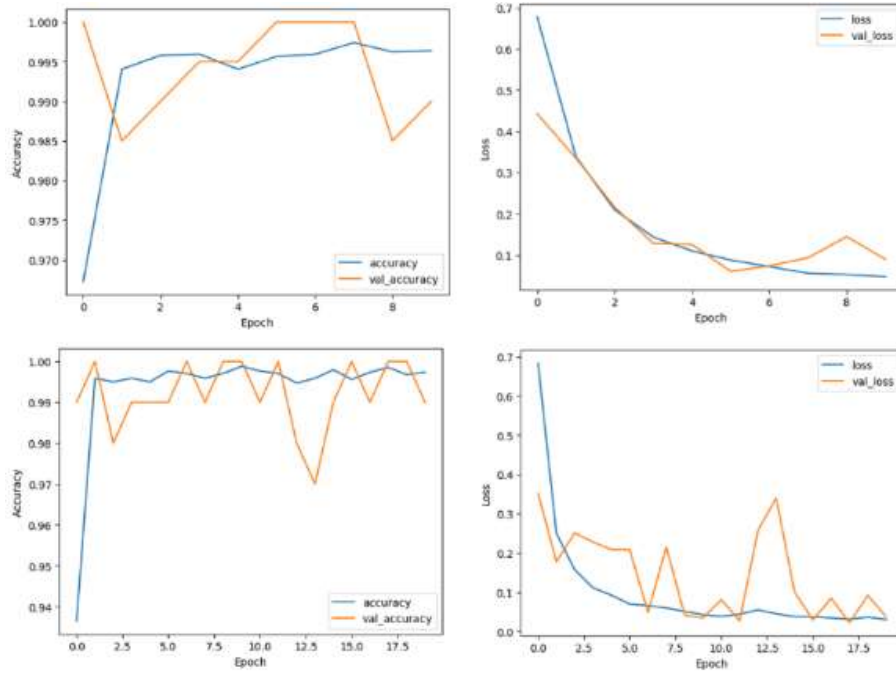 1.000
0.995
0.990
0.985
0.980
0.975
0.970
Accuracy
0 2 4 6 8
Epoch
accuracy
val_accuracy
0.7
0.6
0.5
0.4
0.3
0.2
0.1
Loss
0 2 4 6 8
Epoch
loss
val_loss
1.00
0.99
0.98
0.97
0.96
0.95
0.94
Accuracy
0.0 2.5 5.0 7.5 10.0 12.5 15.0 17.5
Epoch
accuracy
val_accuracy
0.7
0.6
0.5
0.4
0.3
0.2
0.1
0.0
Loss
0.0 2.5 5.0 7.5 10.0 12.5 15.0 17.5
Epoch
loss
val_loss